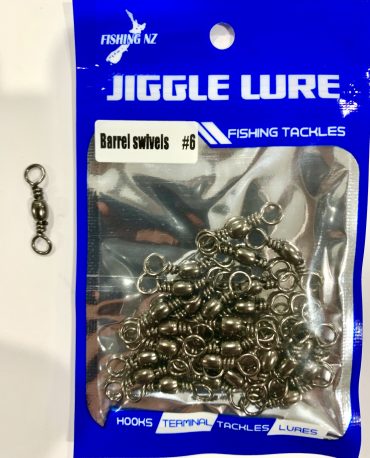 FISHING NZ
JIGGLE LURE
Barrel swivels #6
FISHING TACKLES
HOOKS TERMINAL TACKLES LURES